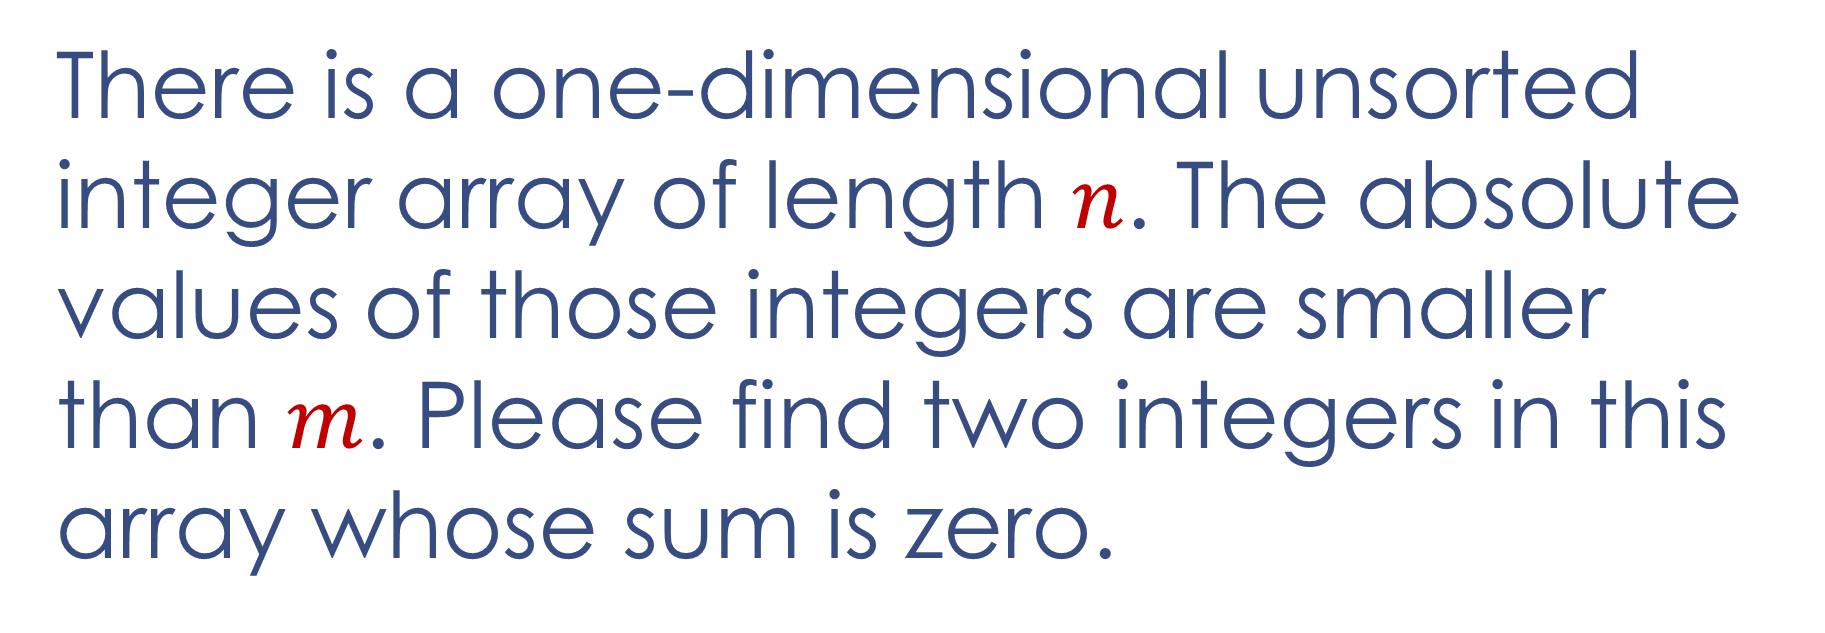 There is a one-dimensional unsorted
integer array of length n. The absolute
values of those integers are smaller
than m. Please find two integers in this
array whose sum is zero.